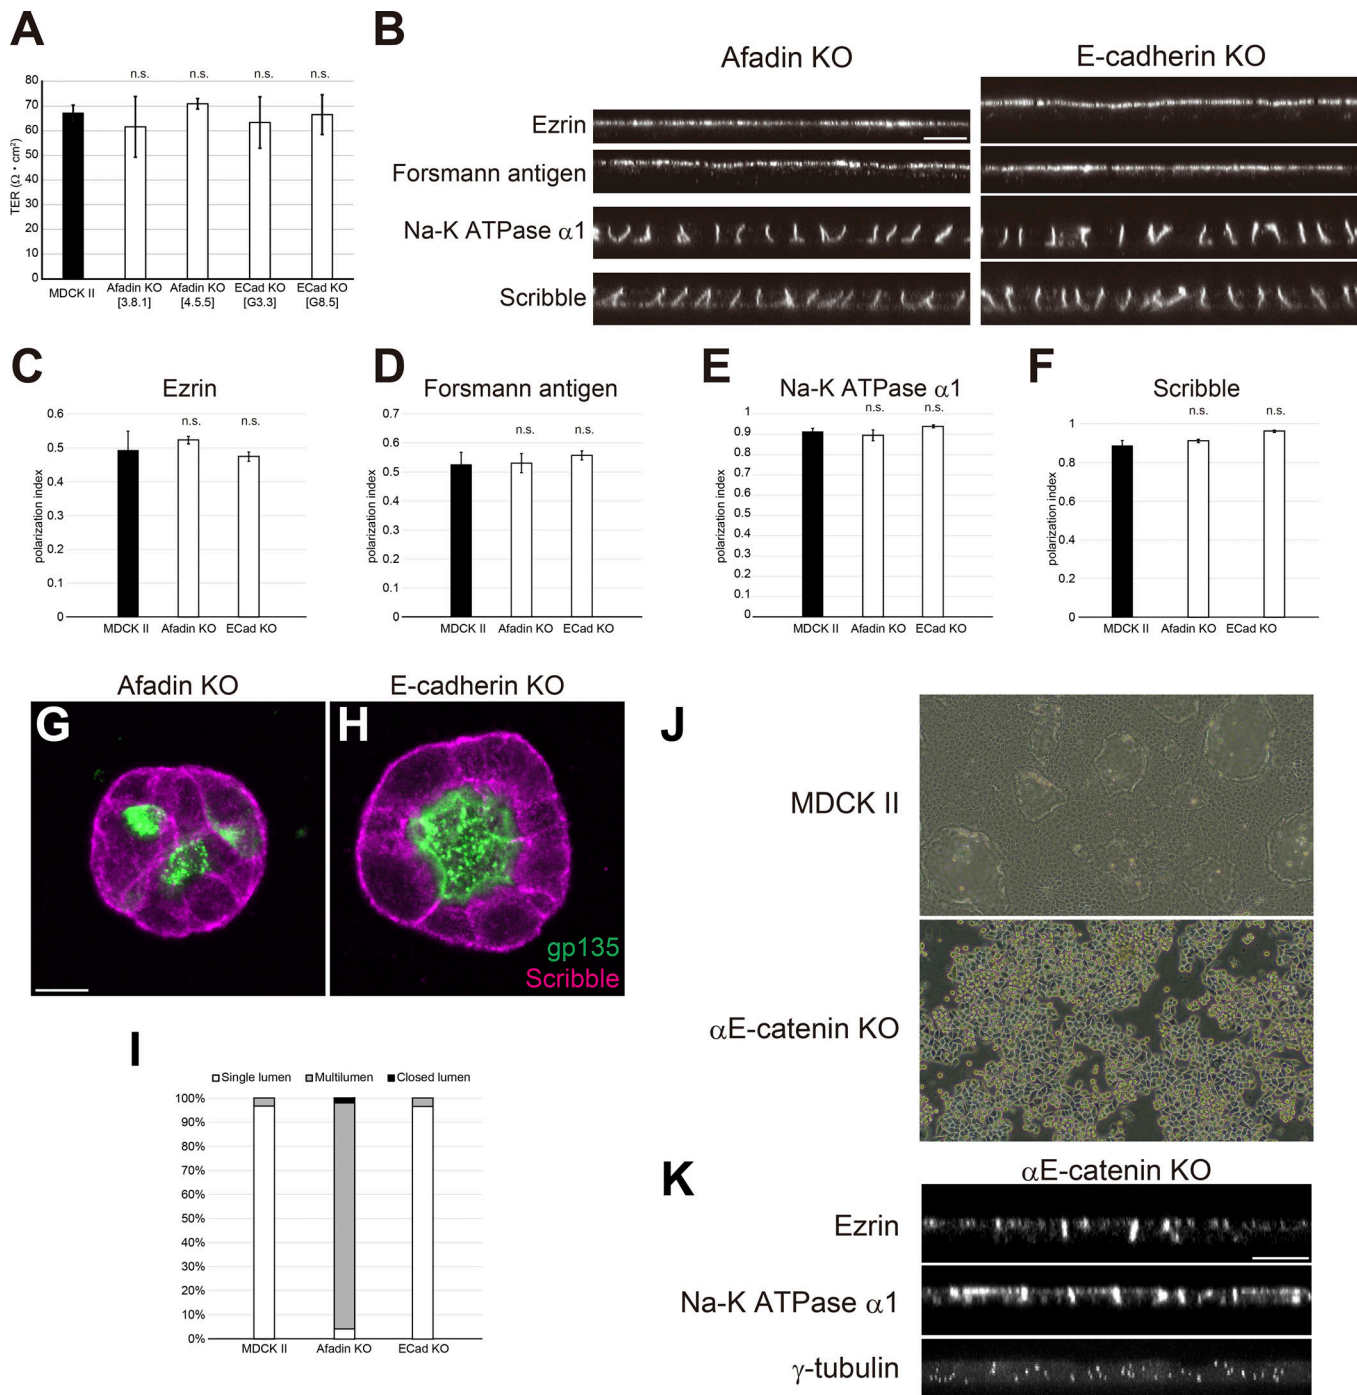 A
n.s.
n.s.
n.s.
n.s.
80
70
60
50
40
30
20
10
0
TER (Ω・cm²)
MDCK II
Afadin KO
[3.8.1]
Afadin KO
[4.5.5]
ECad KO
[G3.3]
ECad KO
[G8.5]
B
Afadin KO
E-cadherin KO
Ezrin
Forsmann antigen
Na-K ATPase α1
Scribble
C
Ezrin
0.6
0.5
0.4
0.3
0.2
0.1
0
polarization index
n.s.
n.s.
MDCK II
Afadin KO
ECad KO
D
Forsmann antigen
0.7
0.6
0.5
0.4
0.3
0.2
0.1
0
polarization index
n.s.
n.s.
MDCK II
Afadin KO
ECad KO
E
Na-K ATPase α1
1
0.9
0.9
0.8
0.7
0.6
0.5
0.4
0.3
0.2
0.1
0
polarization index
n.s.
n.s.
MDCK II
Afadin KO
ECad KO
F
Scribble
1
0.8
0.6
0.4
0.2
0
polarization index
n.s.
n.s.
MDCK II
Afadin KO
ECad KO
Afadin KO
E-cadherin KO
G
H
gp135
Scribble
I
Single lumen
Multilumen
Closed lumen
100%
90%
80%
70%
60%
50%
40%
30%
20%
10%
0%
MDCK II
Afadin KO
ECad KO
J
MDCK II
αE-catenin KO
K
αE-catenin KO
Ezrin
Na-K ATPase α1
γ-tubulin